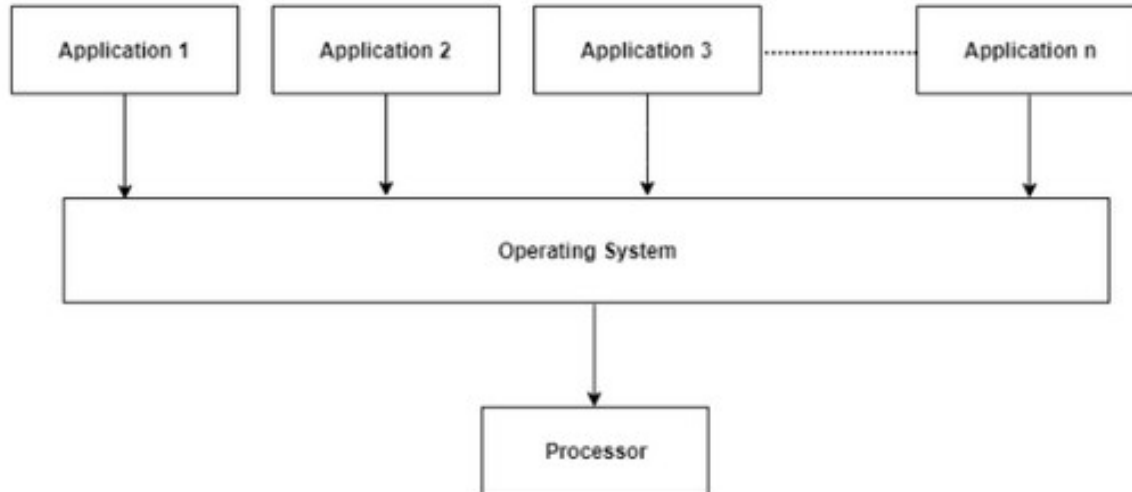 Application 1
Application 2
Application 3
Application n
Operating System
Processor